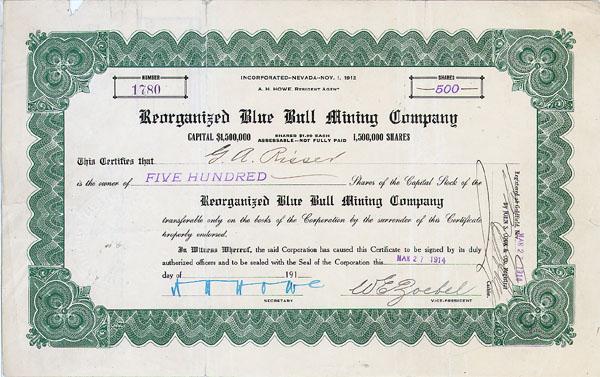 NUMBER
1780
INCORPORATED-NEVADA-NOV. 1, 1912
A. H. HOWE, RESIDENT AGENT
SHARES
500
Reorganized Blue Bull Mining Company
CAPITAL $1,500,000 SHARES $1.00 EACH ASSESSABLE-NOT FULLY PAID 1,500,000 SHARES
This Certifies that G. A. Risser
is the owner of FIVE HUNDRED Shares of the Capital Stock of the
Reorganized Blue Bull Mining Company
transferable only on the books of the Corporation by the surrender of this Certificate
properly endorsed.
In Witness Whereof, the said Corporation has caused this Certificate to be signed by its duly
authorized officers and to be sealed with the Seal of the Corporation this MAR 27 1914
day of 191
A H Howe W E Zoebel
SECRETARY VICE-PRESIDENT